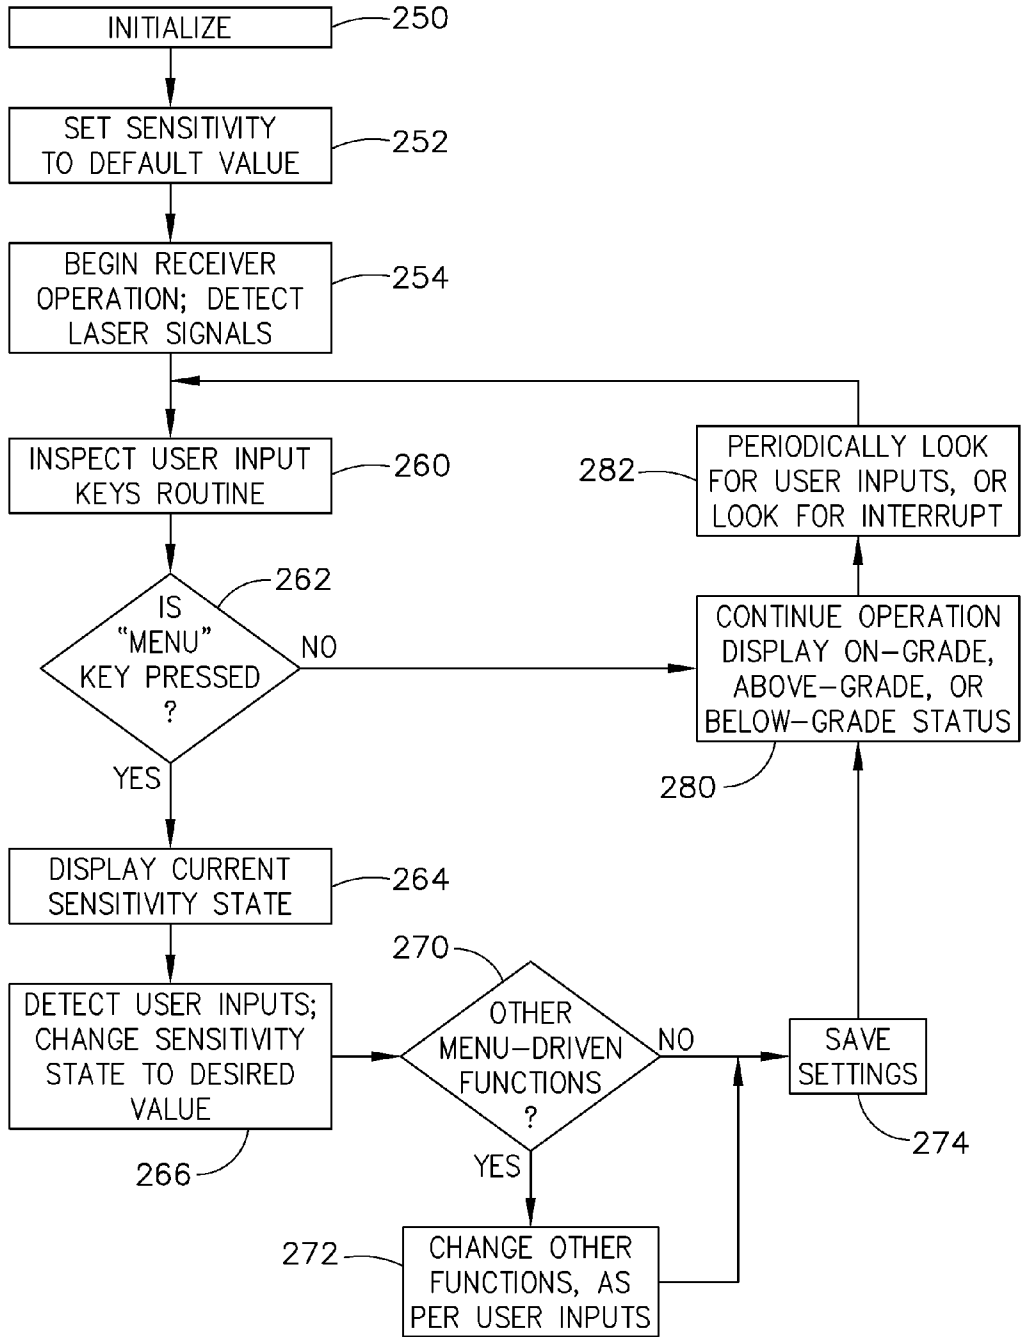 INITIALIZE
250
SET SENSITIVITY
TO DEFAULT VALUE
252
BEGIN RECEIVER
OPERATION; DETECT
LASER SIGNALS
254
INSPECT USER INPUT
KEYS ROUTINE
260
282
PERIODICALLY LOOK
FOR USER INPUTS, OR
LOOK FOR INTERRUPT
262
IS
"MENU"
KEY PRESSED
?
NO
YES
CONTINUE OPERATION
DISPLAY ON-GRADE,
ABOVE-GRADE, OR
BELOW-GRADE STATUS
280
DISPLAY CURRENT
SENSITIVITY STATE
264
DETECT USER INPUTS;
CHANGE SENSITIVITY
STATE TO DESIRED
VALUE
266
270
OTHER
MENU-DRIVEN
FUNCTIONS
?
NO
YES
SAVE
SETTINGS
274
272
CHANGE OTHER
FUNCTIONS, AS
PER USER INPUTS